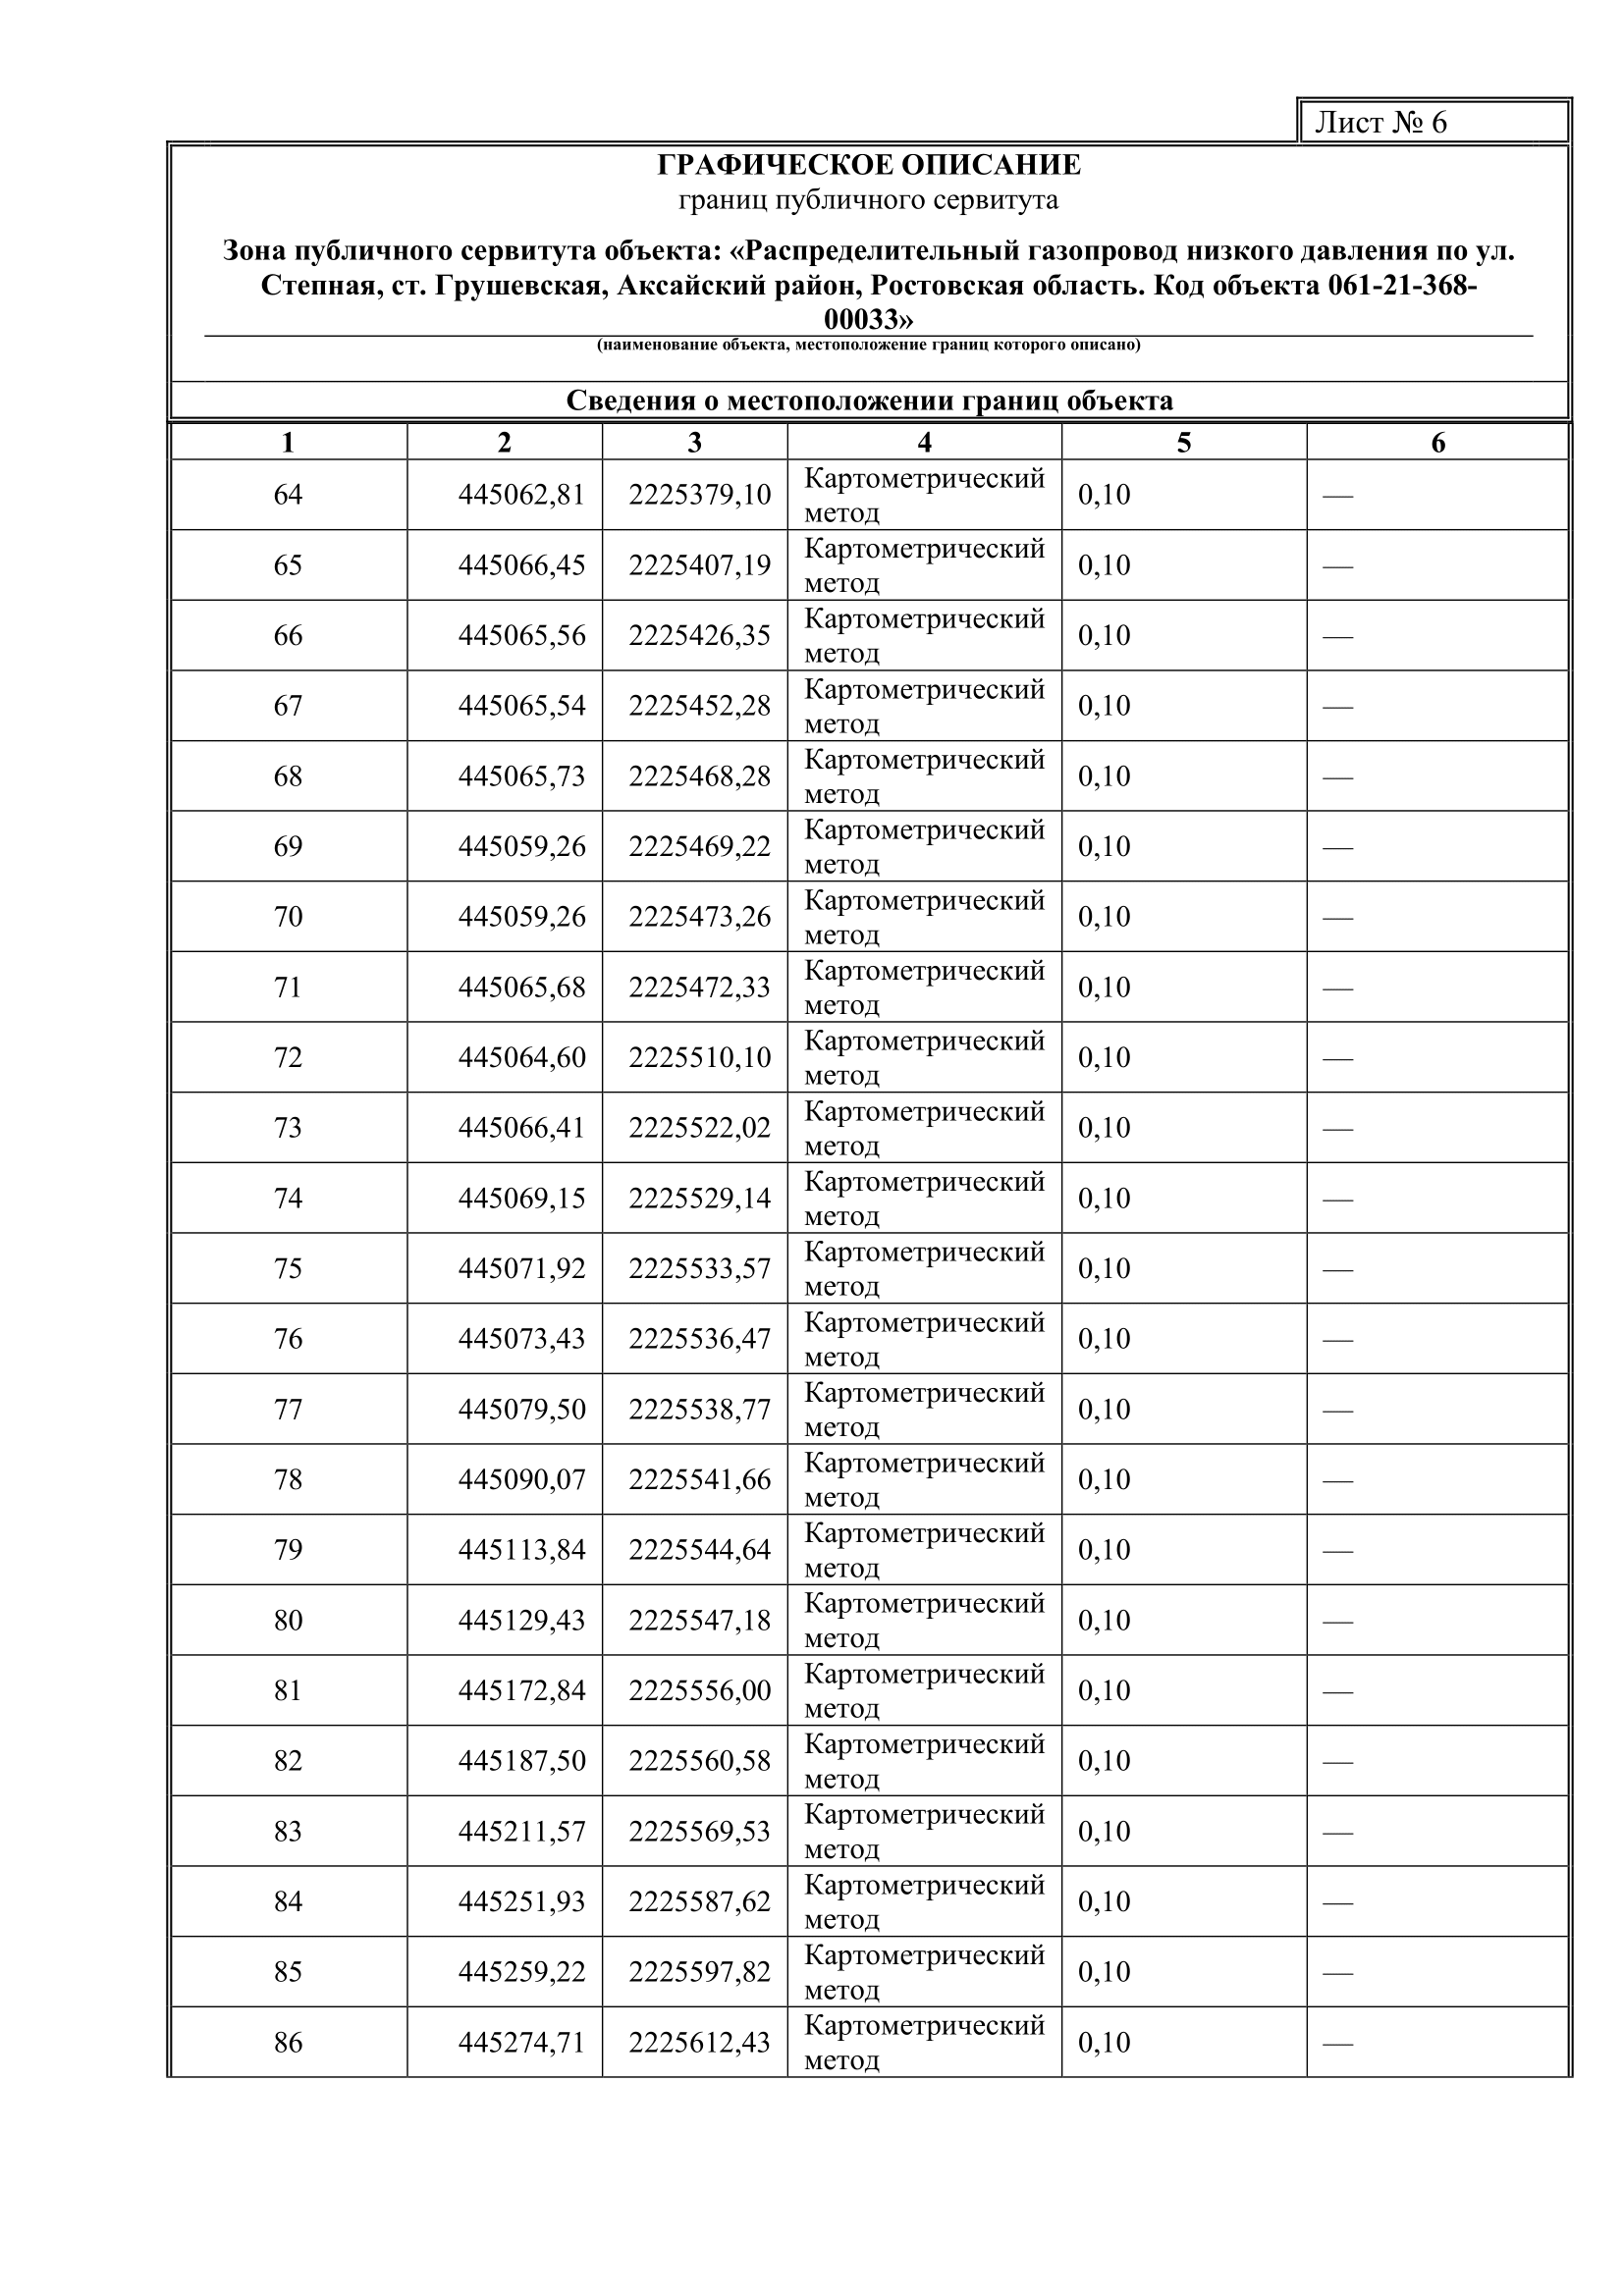 Лист № 6
ГРАФИЧЕСКОЕ ОПИСАНИЕ
границ публичного сервитута
Зона публичного сервитута объекта: «Распределительный газопровод низкого давления по ул.
Степная, ст. Грушевская, Аксайский район, Ростовская область. Код объекта 061-21-368-
00033»
(наименование объекта, местоположение границ которого описано)
Сведения о местоположении границ объекта
1 2 3 4 5 6
64 445062,81 2225379,10 Картометрический метод 0,10 —
65 445066,45 2225407,19 Картометрический метод 0,10 —
66 445065,56 2225426,35 Картометрический метод 0,10 —
67 445065,54 2225452,28 Картометрический метод 0,10 —
68 445065,73 2225468,28 Картометрический метод 0,10 —
69 445059,26 2225469,22 Картометрический метод 0,10 —
70 445059,26 2225473,26 Картометрический метод 0,10 —
71 445065,68 2225472,33 Картометрический метод 0,10 —
72 445064,60 2225510,10 Картометрический метод 0,10 —
73 445066,41 2225522,02 Картометрический метод 0,10 —
74 445069,15 2225529,14 Картометрический метод 0,10 —
75 445071,92 2225533,57 Картометрический метод 0,10 —
76 445073,43 2225536,47 Картометрический метод 0,10 —
77 445079,50 2225538,77 Картометрический метод 0,10 —
78 445090,07 2225541,66 Картометрический метод 0,10 —
79 445113,84 2225544,64 Картометрический метод 0,10 —
80 445129,43 2225547,18 Картометрический метод 0,10 —
81 445172,84 2225556,00 Картометрический метод 0,10 —
82 445187,50 2225560,58 Картометрический метод 0,10 —
83 445211,57 2225569,53 Картометрический метод 0,10 —
84 445251,93 2225587,62 Картометрический метод 0,10 —
85 445259,22 2225597,82 Картометрический метод 0,10 —
86 445274,71 2225612,43 Картометрический метод 0,10 —